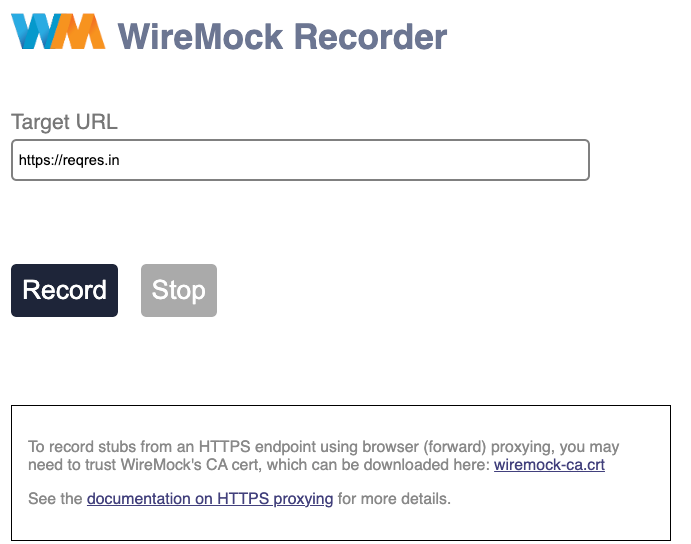 WM WireMock Recorder
Target URL
https://reqres.in
Record Stop
To record stubs from an HTTPS endpoint using browser (forward) proxying, you may
need to trust WireMock's CA cert, which can be downloaded here: wiremock-ca.crt
See the documentation on HTTPS proxying for more details.